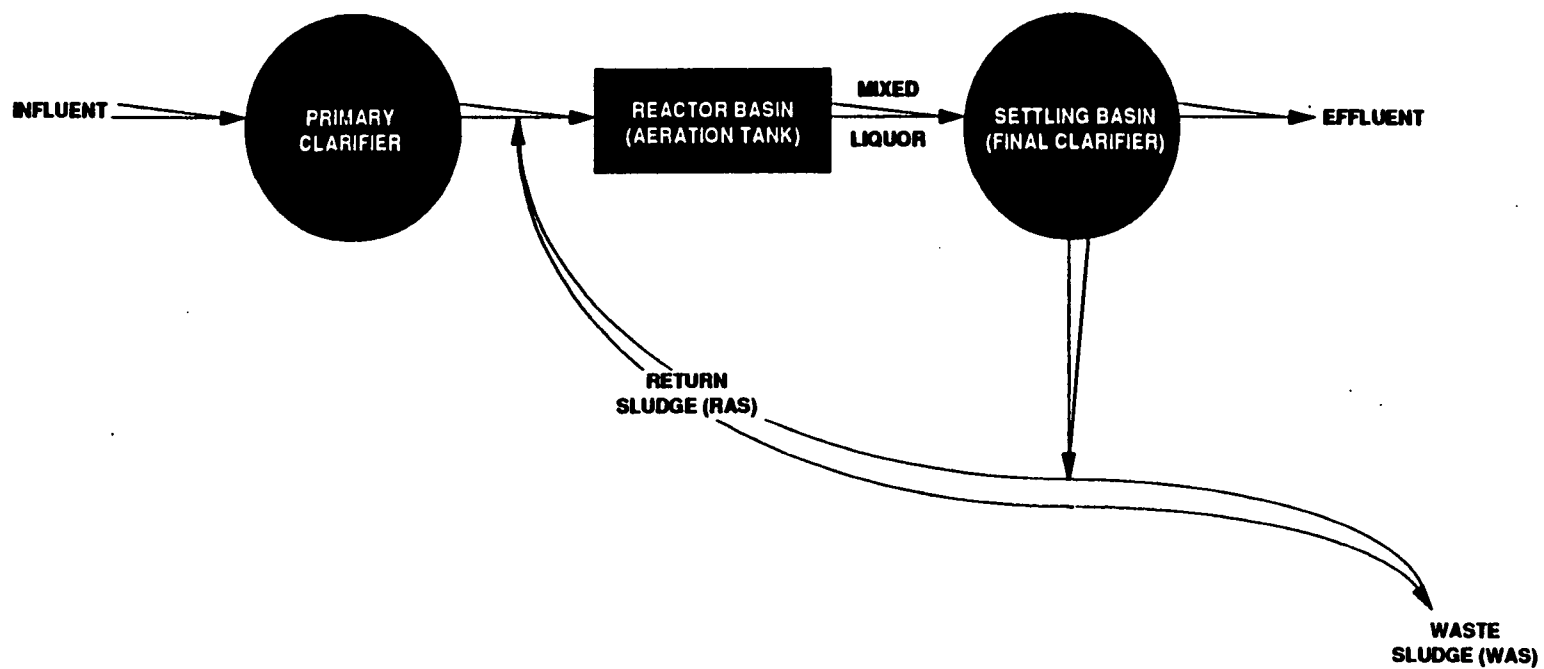 INFLUENT
PRIMARY
CLARIFIER
REACTOR BASIN
(AERATION TANK)
MIXED
LIQUOR
SETTLING BASIN
(FINAL CLARIFIER)
EFFLUENT
RETURN
SLUDGE (RAS)
WASTE
SLUDGE (WAS)